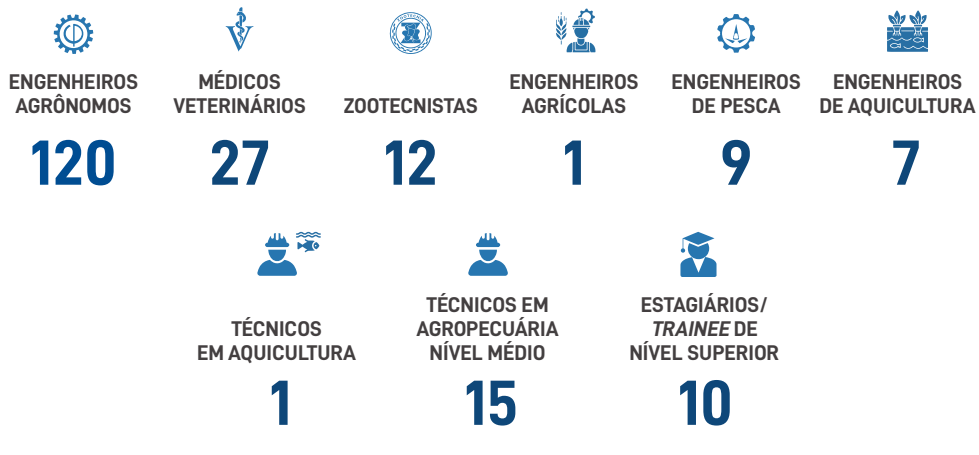 ENGENHEIROS
AGRÔNOMOS
120
MÉDICOS
VETERINÁRIOS
27
ZOOTECNISTAS
12
ENGENHEIROS
AGRÍCOLAS
1
ENGENHEIROS
DE PESCA
9
ENGENHEIROS
DE AQUICULTURA
7
TÉCNICOS
EM AQUICULTURA
1
TÉCNICOS EM
AGROPECUÁRIA
NÍVEL MÉDIO
15
ESTAGIÁRIOS/
TRAINEE DE
NÍVEL SUPERIOR
10